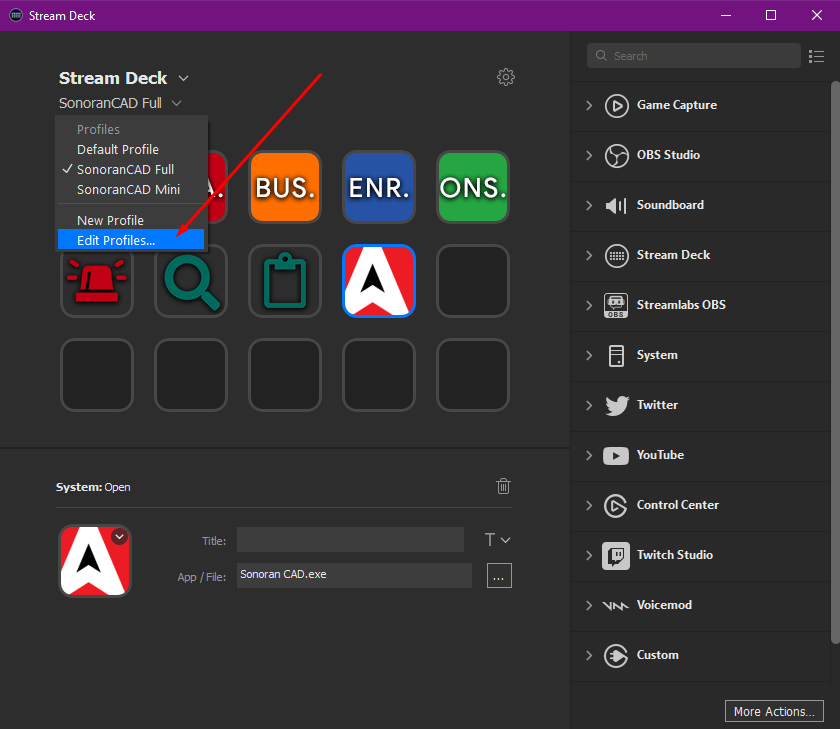 Stream Deck
Stream Deck
SonoranCAD Full
Profiles
Default Profile
SonoranCAD Full
SonoranCAD Mini
New Profile
Edit Profiles...
A.
BUS.
ENR.
ONS.
System: Open
Title:
T
App / File:
Sonoran CAD.exe
...
Search
Game Capture
OBS Studio
Soundboard
Stream Deck
OBS
Streamlabs OBS
System
Twitter
YouTube
Control Center
Twitch Studio
Voicemod
Custom
More Actions...